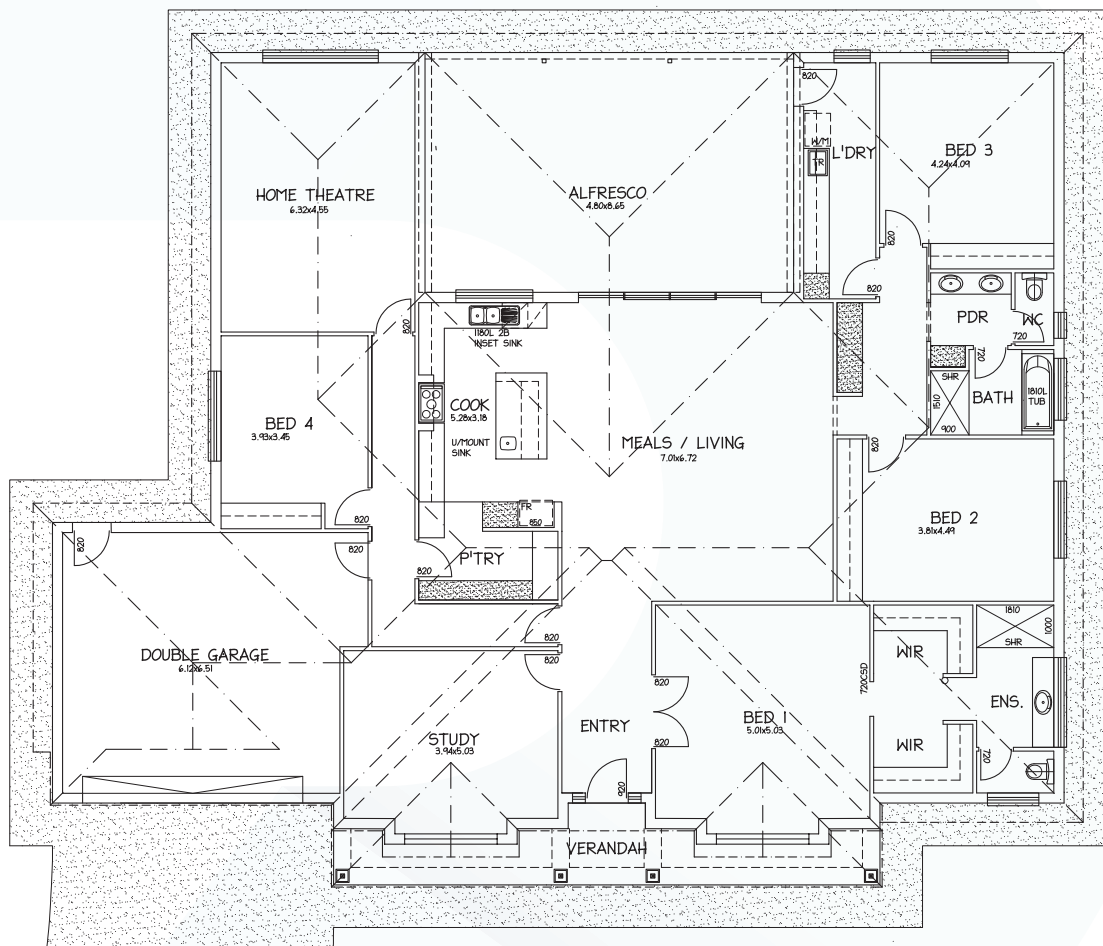 820
W/M
L'DRY
TR
BED 3
4.24x4.09
HOME THEATRE
6.32x4.55
ALFRESCO
4.80x8.65
820
820
820
1180L 2B
INSET SINK
PDR
WC
720
720
SHR
1510
900
BATH
1810L
TUB
BED 4
3.93x3.45
COOK
5.28x3.18
U/MOUNT
SINK
MEALS / LIVING
7.01x6.72
820
820
FR
850
BED 2
3.81x4.49
820
820
P'TRY
820
1810
1000
SHR
DOUBLE GARAGE
6.12x6.51
820
820
WIR
720CSD
820
ENS.
STUDY
3.94x5.03
ENTRY
BED 1
5.01x5.03
820
WIR
720
920
VERANDAH